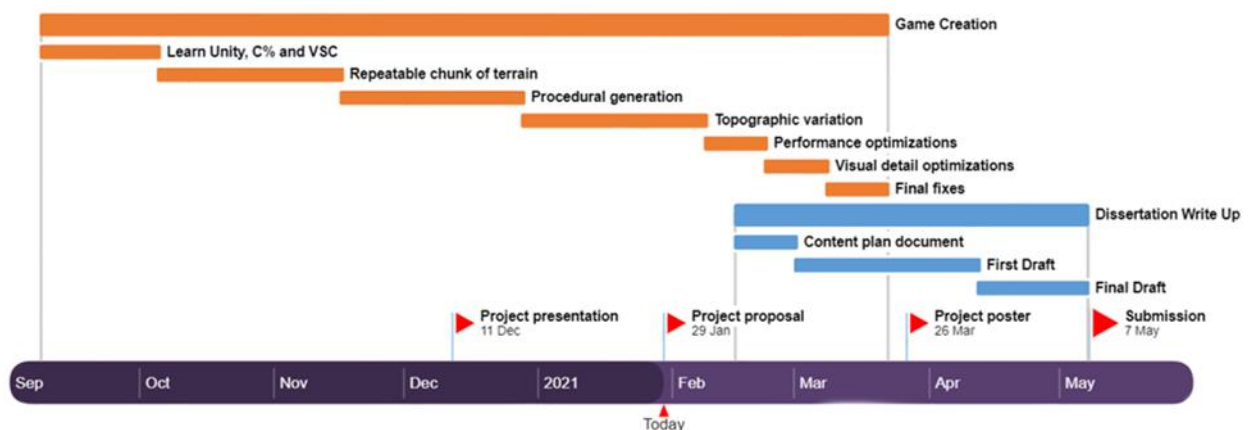 Game Creation
Learn Unity, C% and VSC
Repeatable chunk of terrain
Procedural generation
Topographic variation
Performance optimizations
Visual detail optimizations
Final fixes
Dissertation Write Up
Content plan document
First Draft
Final Draft
Project presentation
11 Dec
Project proposal
29 Jan
Project poster
26 Mar
Submission
7 May
Sep Oct Nov Dec 2021 Feb Mar Apr May
Today